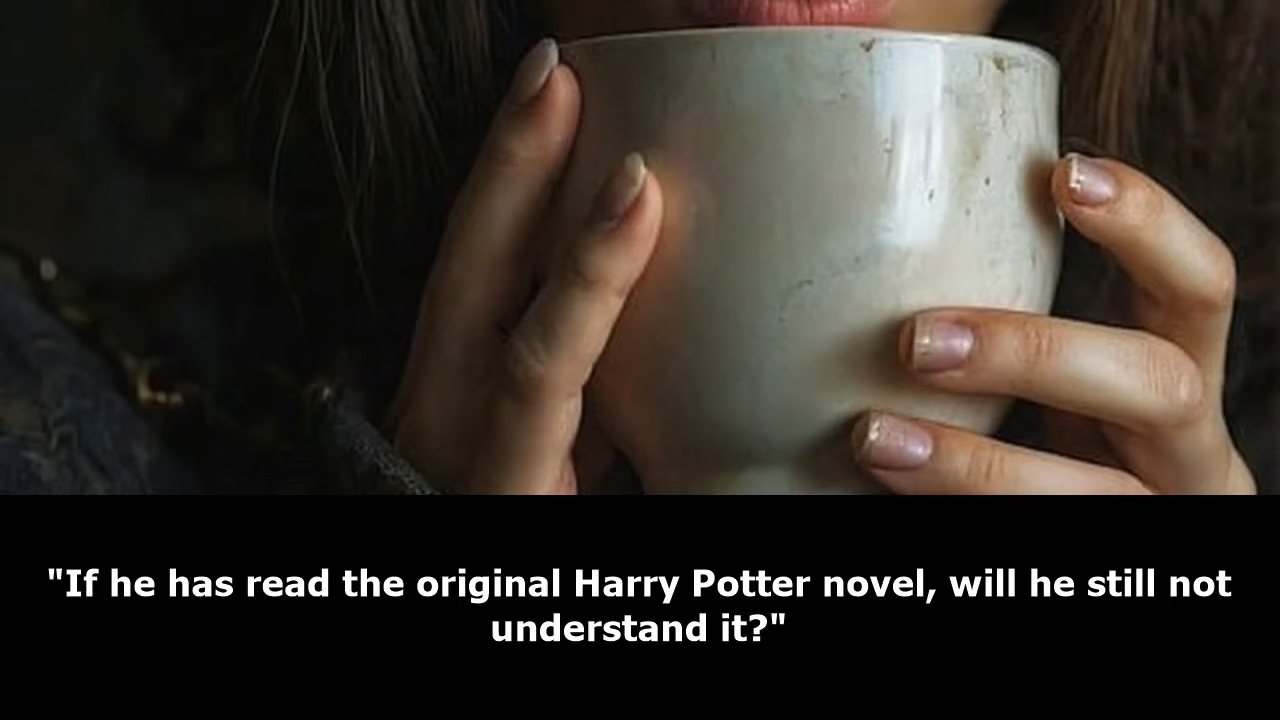 "If he has read the original Harry Potter novel, will he still not
understand it?"